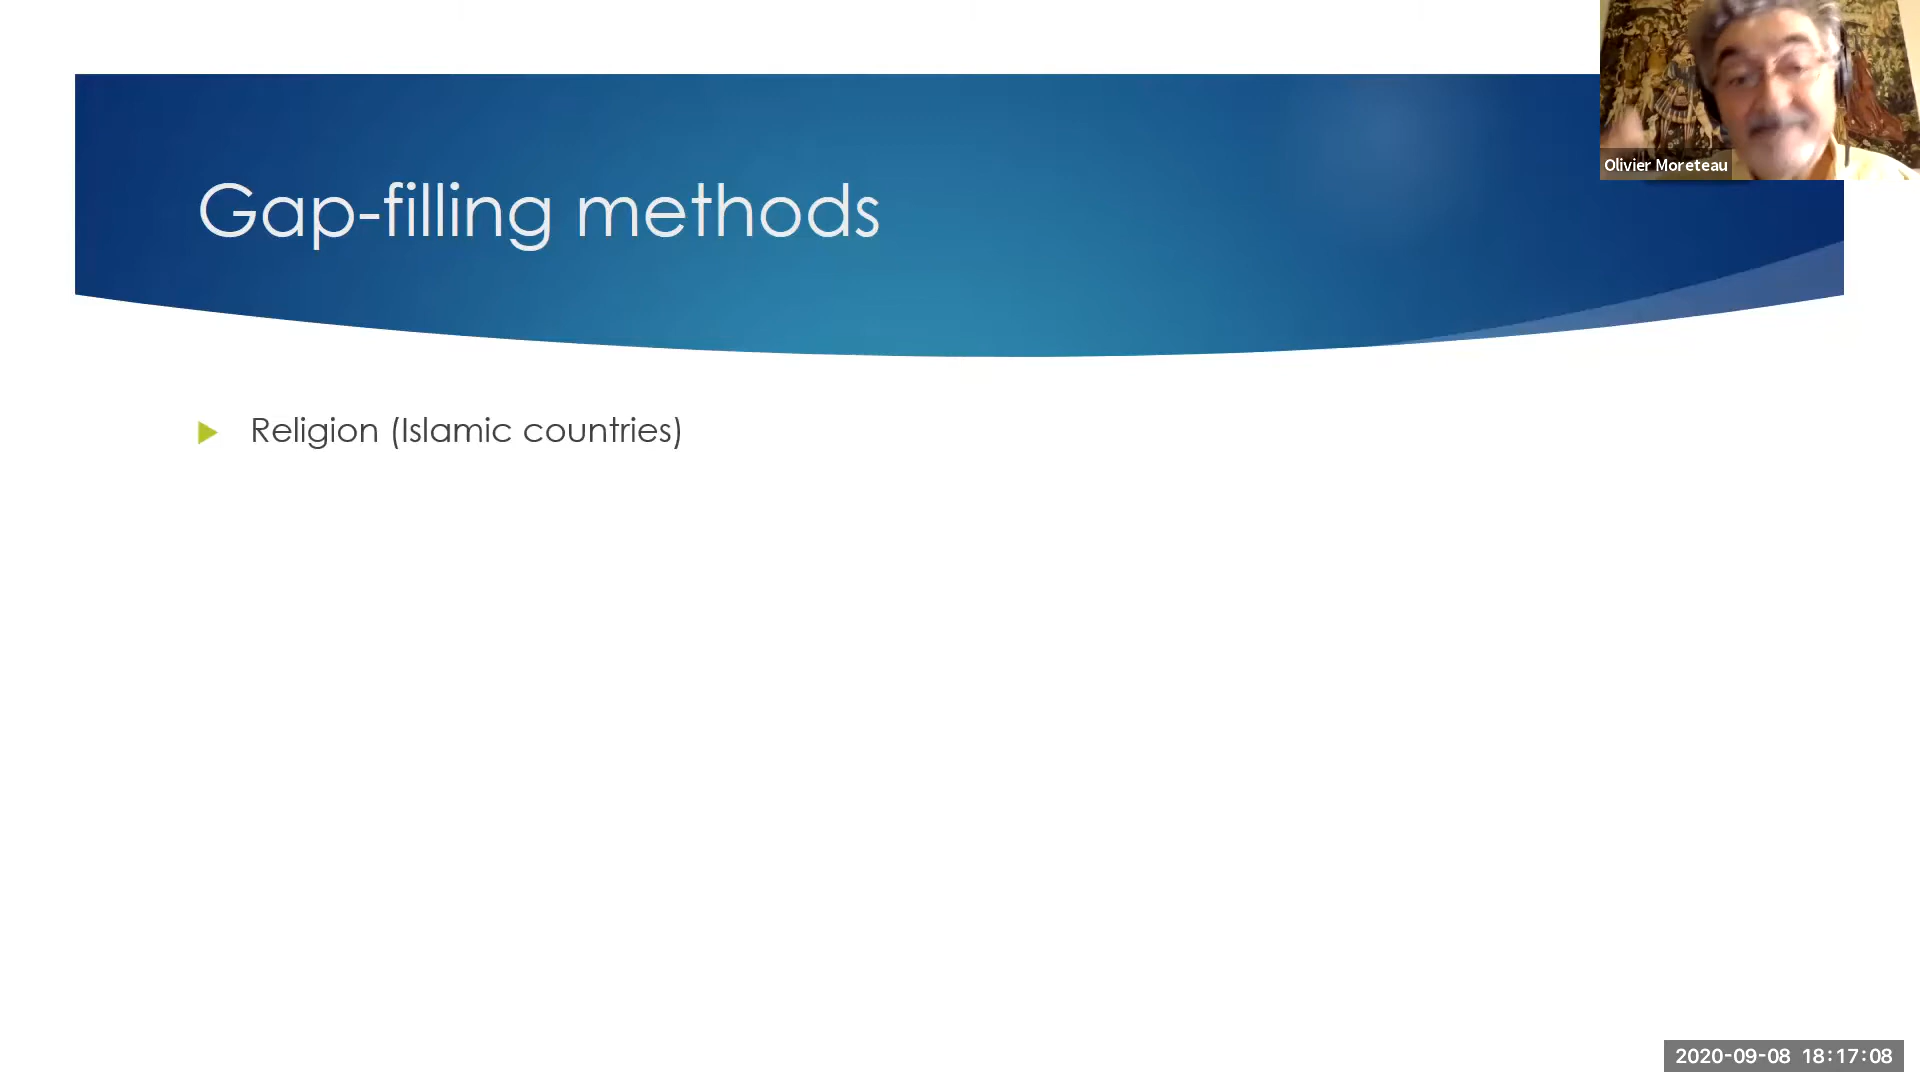 Olivier Moreteau
Gap-filling methods
Religion (Islamic countries)
2020-09-08 18:17:08